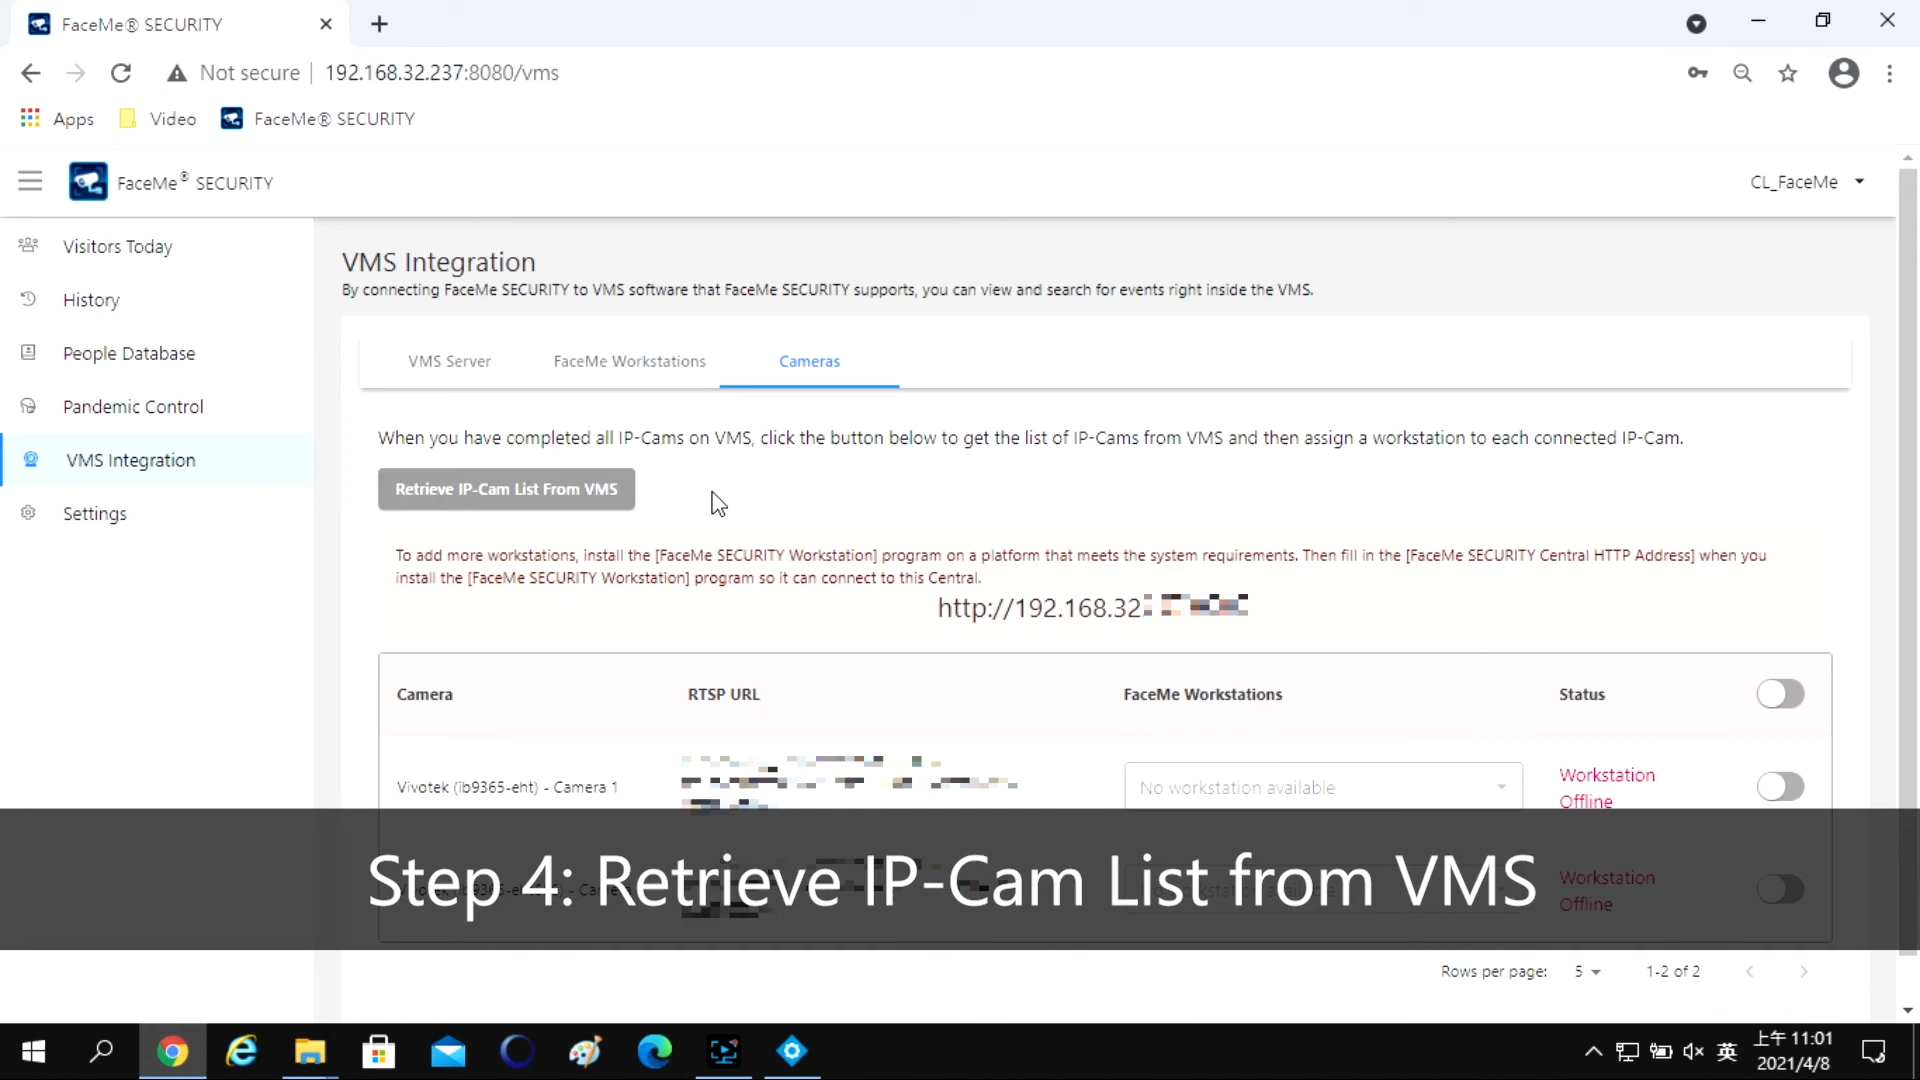 FaceMe® SECURITY
Not secure 192.168.32.237:8080/vms
Apps Video FaceMe® SECURITY
FaceMe® SECURITY
CL_FaceMe
Visitors Today
History
People Database
Pandemic Control
VMS Integration
Settings
VMS Integration
By connecting FaceMe SECURITY to VMS software that FaceMe SECURITY supports, you can view and search for events right inside the VMS.
VMS Server FaceMe Workstations Cameras
When you have completed all IP-Cams on VMS, click the button below to get the list of IP-Cams from VMS and then assign a workstation to each connected IP-Cam.
Retrieve IP-Cam List From VMS
To add more workstations, install the [FaceMe SECURITY Workstation] program on a platform that meets the system requirements. Then fill in the [FaceMe SECURITY Central HTTP Address] when you
install the [FaceMe SECURITY Workstation] program so it can connect to this Central.
http://192.168.32
Camera RTSP URL FaceMe Workstations Status
Vivotek (ib9365-eht) - Camera 1 No workstation available Workstation
Offline
Step 4: Retrieve IP-Cam List from VMS
Workstation
Offline
Rows per page: 5 1-2 of 2
英
上午 11:01
2021/4/8